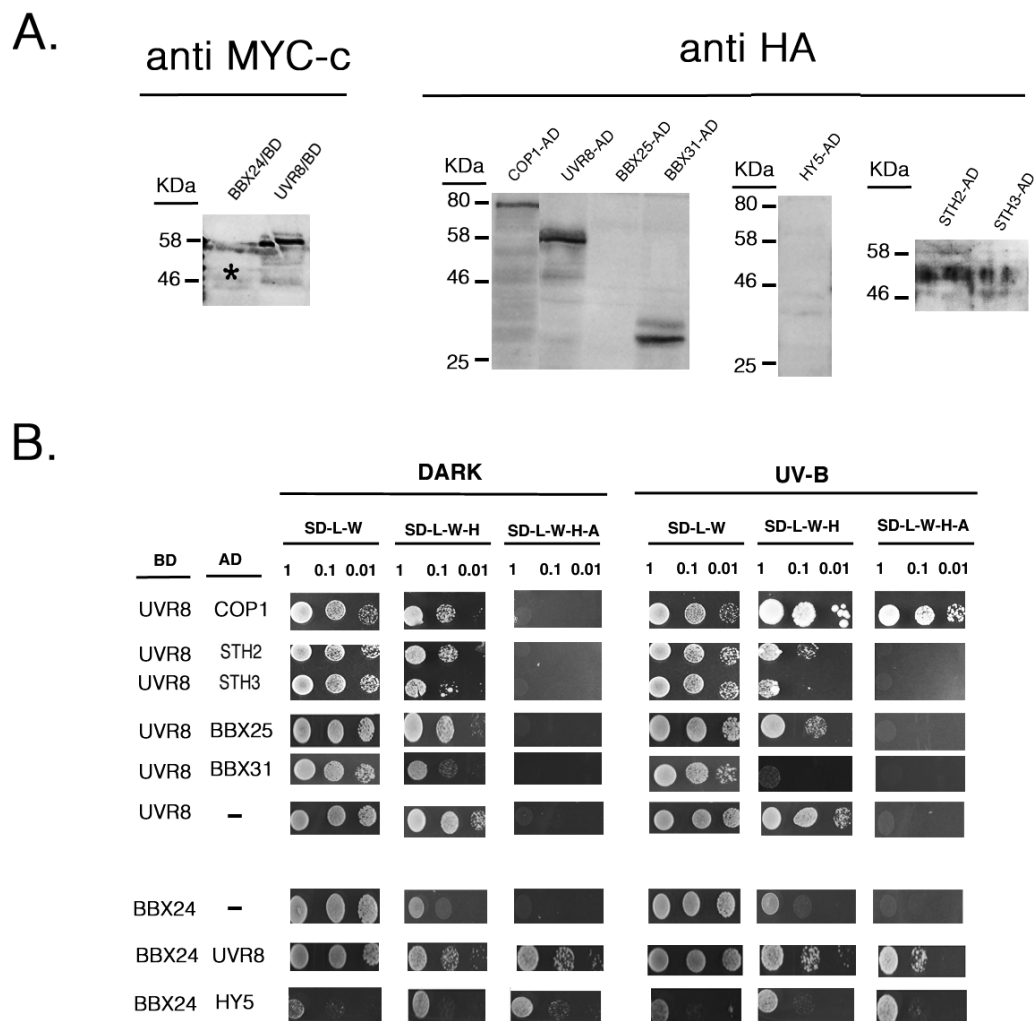 A.
anti MYC-c
anti HA
KDa
BBX24/BD
UVR8/BD
58
46
*
KDa
COP1-AD
UVR8-AD
BBX25-AD
BBX31-AD
80
58
46
25
KDa
HY5-AD
80
58
46
25
KDa
STH2-AD
STH3-AD
58
46
B.
DARK UV-B
SD-L-W SD-L-W-H SD-L-W-H-A SD-L-W SD-L-W-H SD-L-W-H-A
BD AD 1 0.1 0.01 1 0.1 0.01 1 0.1 0.01 1 0.1 0.01 1 0.1 0.01 1 0.1 0.01
UVR8 COP1
UVR8 STH2
UVR8 STH3
UVR8 BBX25
UVR8 BBX31
UVR8 –
BBX24 –
BBX24 UVR8
BBX24 HY5